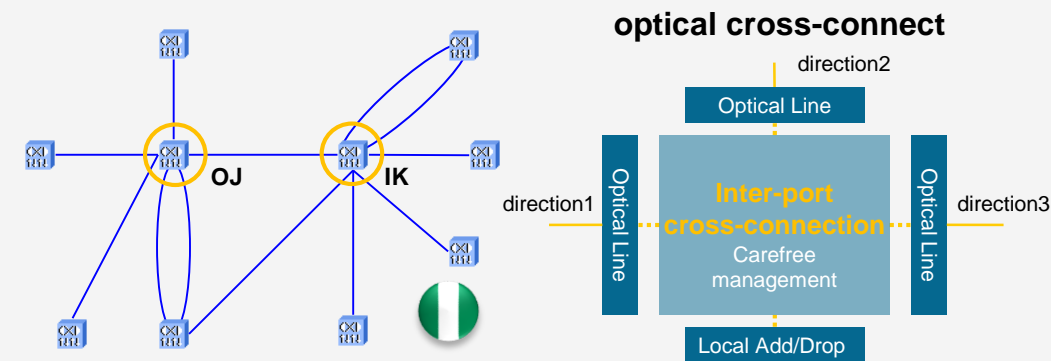 optical cross-connect
direction2
Optical Line
OJ
IK
direction1
Optical Line
Inter-port
cross-connection
Carefree
management
Optical Line
direction3
Local Add/Drop